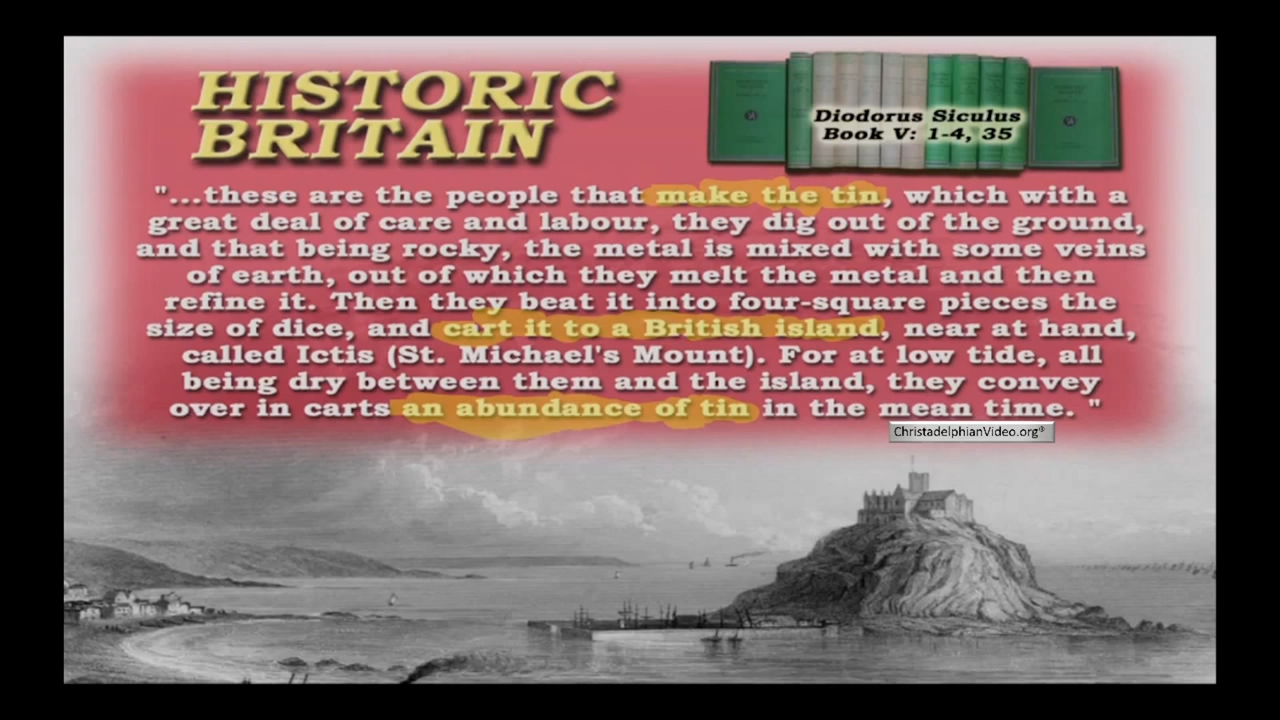 HISTORIC
BRITAIN
Diodorus Siculus
Book V: 1-4, 35
"...these are the people that make the tin, which with a
great deal of care and labour, they dig out of the ground,
and that being rocky, the metal is mixed with some veins
of earth, out of which they melt the metal and then
refine it. Then they beat it into four-square pieces the
size of dice, and cart it to a British island, near at hand,
called Ictis (St. Michael's Mount). For at low tide, all
being dry between them and the island, they convey
over in carts an abundance of tin in the mean time. "
ChristadelphianVideo.org®